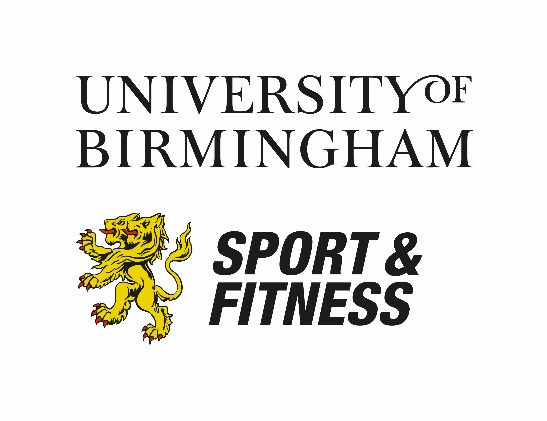 UNIVERSITY OF
BIRMINGHAM
SPORT &
FITNESS